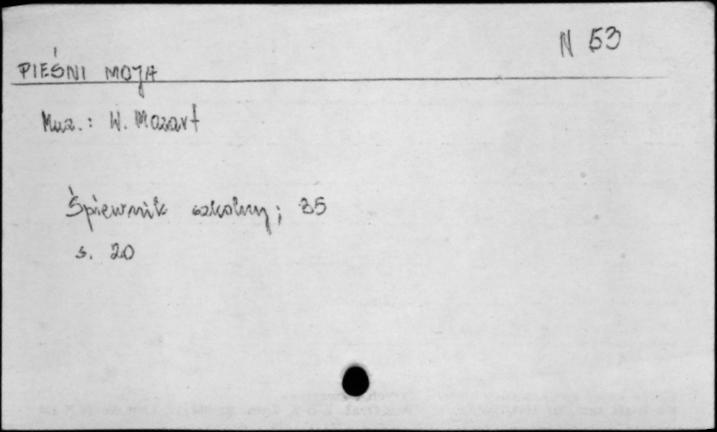 N 53
PIEŚNI MOJA
Muz.: W. Mozart
Śpiewnik szkolny; 35
s. 20